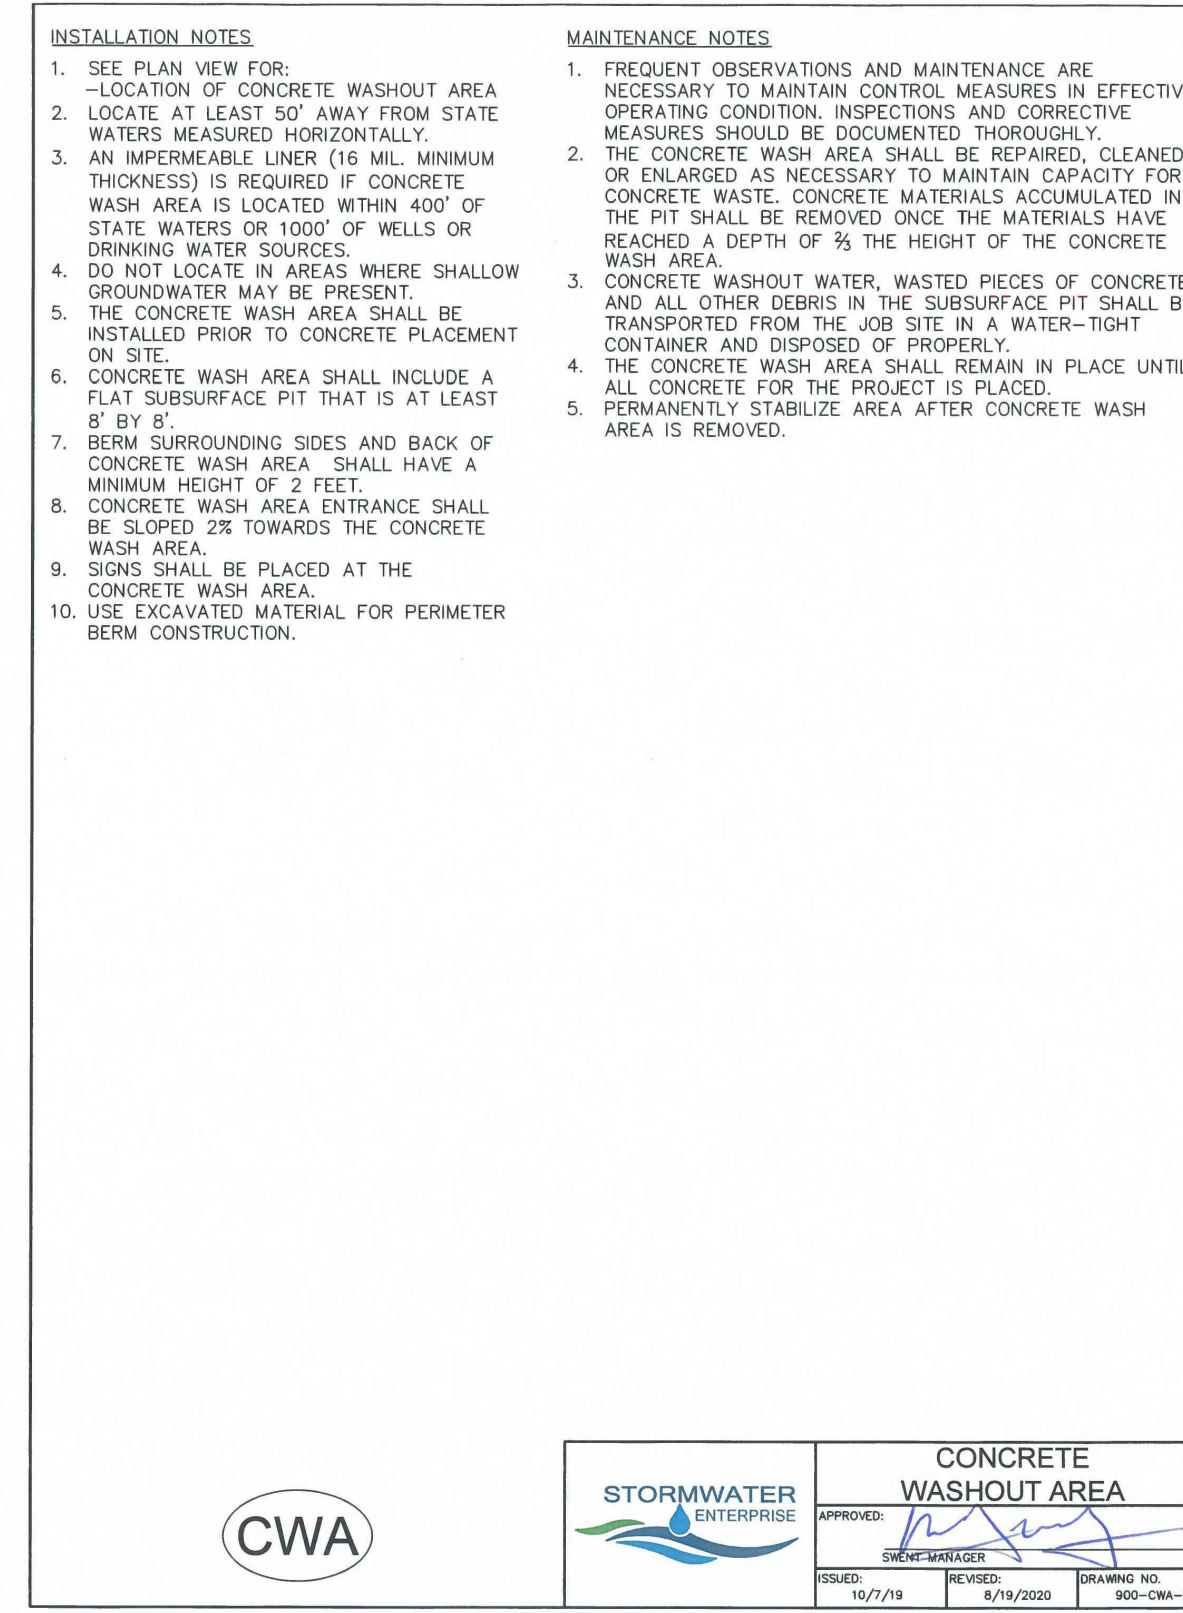 INSTALLATION NOTES
1. SEE PLAN VIEW FOR:
-LOCATION OF CONCRETE WASHOUT AREA
2. LOCATE AT LEAST 50' AWAY FROM STATE
WATERS MEASURED HORIZONTALLY.
3. AN IMPERMEABLE LINER (16 MIL. MINIMUM
THICKNESS) IS REQUIRED IF CONCRETE
WASH AREA IS LOCATED WITHIN 400' OF
STATE WATERS OR 1000' OF WELLS OR
DRINKING WATER SOURCES.
4. DO NOT LOCATE IN AREAS WHERE SHALLOW
GROUNDWATER MAY BE PRESENT.
5. THE CONCRETE WASH AREA SHALL BE
INSTALLED PRIOR TO CONCRETE PLACEMENT
ON SITE.
6. CONCRETE WASH AREA SHALL INCLUDE A
FLAT SUBSURFACE PIT THAT IS AT LEAST
8' BY 8'.
7. BERM SURROUNDING SIDES AND BACK OF
CONCRETE WASH AREA SHALL HAVE A
MINIMUM HEIGHT OF 2 FEET.
8. CONCRETE WASH AREA ENTRANCE SHALL
BE SLOPED 2% TOWARDS THE CONCRETE
WASH AREA.
9. SIGNS SHALL BE PLACED AT THE
CONCRETE WASH AREA.
10. USE EXCAVATED MATERIAL FOR PERIMETER
BERM CONSTRUCTION.
MAINTENANCE NOTES
1. FREQUENT OBSERVATIONS AND MAINTENANCE ARE
NECESSARY TO MAINTAIN CONTROL MEASURES IN EFFECTIV
OPERATING CONDITION. INSPECTIONS AND CORRECTIVE
MEASURES SHOULD BE DOCUMENTED THOROUGHLY.
2. THE CONCRETE WASH AREA SHALL BE REPAIRED, CLEANED
OR ENLARGED AS NECESSARY TO MAINTAIN CAPACITY FOR
CONCRETE WASTE. CONCRETE MATERIALS ACCUMULATED IN
THE PIT SHALL BE REMOVED ONCE THE MATERIALS HAVE
REACHED A DEPTH OF ⅔ THE HEIGHT OF THE CONCRETE
WASH AREA.
3. CONCRETE WASHOUT WATER, WASTED PIECES OF CONCRETE
AND ALL OTHER DEBRIS IN THE SUBSURFACE PIT SHALL B
TRANSPORTED FROM THE JOB SITE IN A WATER-TIGHT
CONTAINER AND DISPOSED OF PROPERLY.
4. THE CONCRETE WASH AREA SHALL REMAIN IN PLACE UNTIL
ALL CONCRETE FOR THE PROJECT IS PLACED.
5. PERMANENTLY STABILIZE AREA AFTER CONCRETE WASH
AREA IS REMOVED.
CWA
STORMWATER
ENTERPRISE
CONCRETE
WASHOUT AREA
APPROVED:
SWENT MANAGER
ISSUED:
10/7/19
REVISED:
8/19/2020
DRAWING NO.
900-CWA-